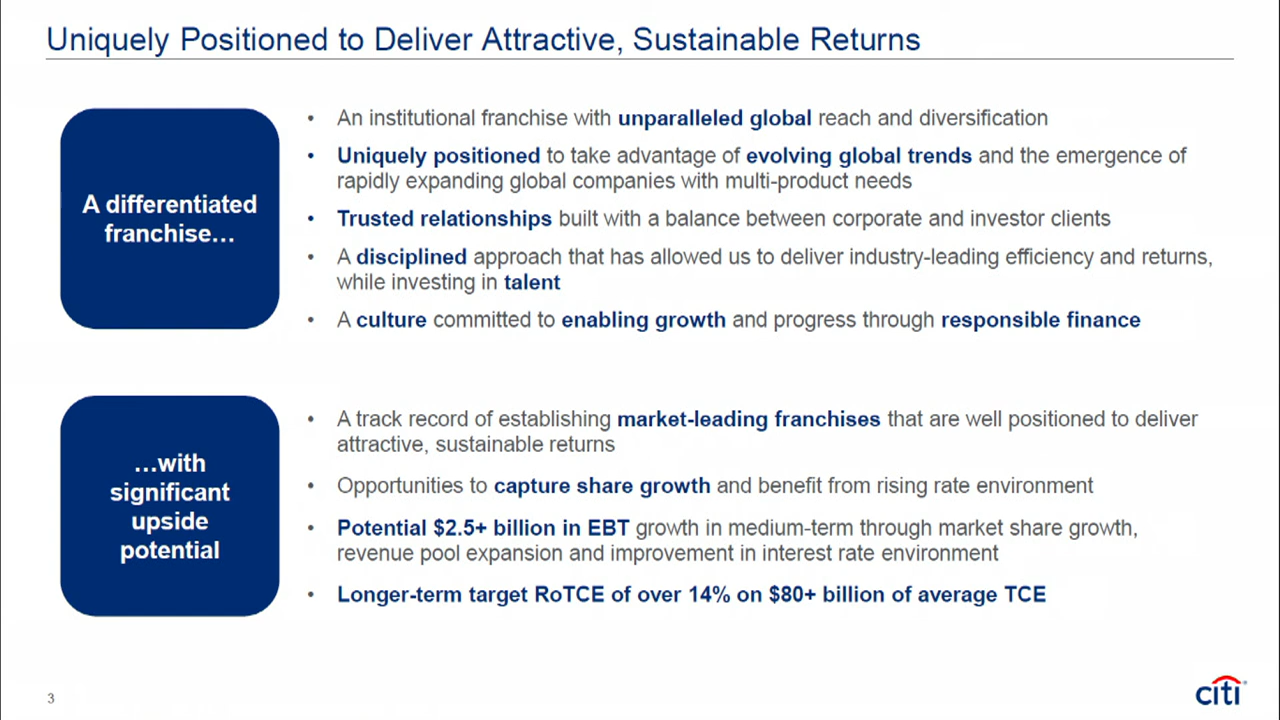 Uniquely Positioned to Deliver Attractive, Sustainable Returns
A differentiated
franchise…
• An institutional franchise with unparalleled global reach and diversification
• Uniquely positioned to take advantage of evolving global trends and the emergence of
rapidly expanding global companies with multi-product needs
• Trusted relationships built with a balance between corporate and investor clients
• A disciplined approach that has allowed us to deliver industry-leading efficiency and returns,
while investing in talent
• A culture committed to enabling growth and progress through responsible finance
…with
significant
upside
potential
• A track record of establishing market-leading franchises that are well positioned to deliver
attractive, sustainable returns
• Opportunities to capture share growth and benefit from rising rate environment
• Potential $2.5+ billion in EBT growth in medium-term through market share growth,
revenue pool expansion and improvement in interest rate environment
• Longer-term target RoTCE of over 14% on $80+ billion of average TCE
3
citi